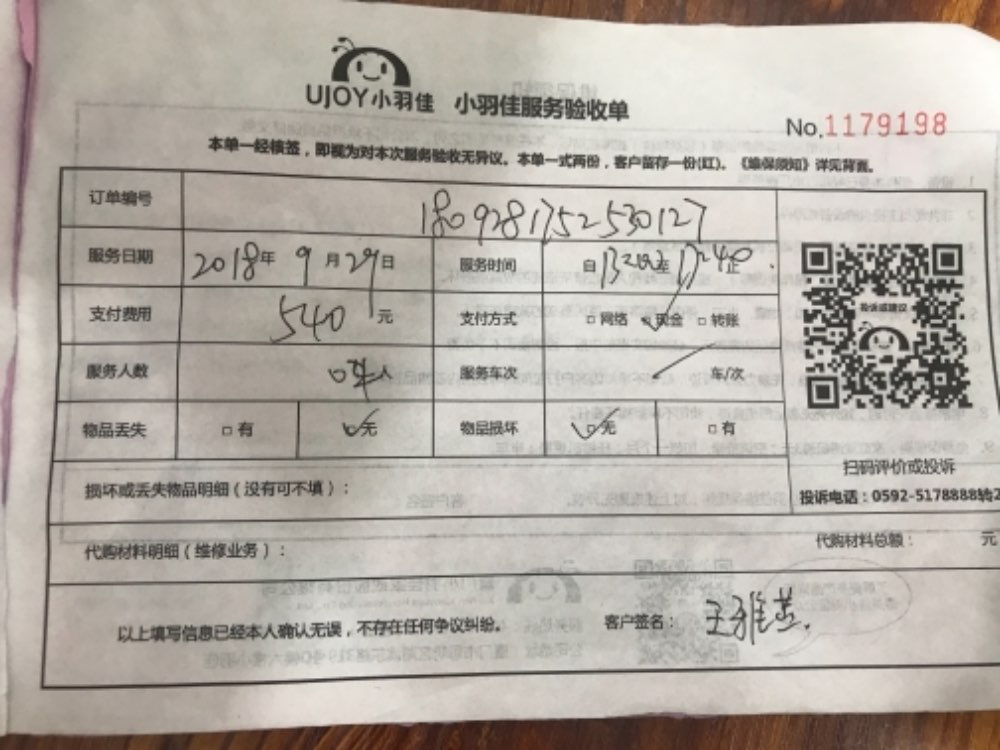 UJOY小羽佳 小羽佳服务验收单
No.1179198
本单一经核签，即视为对本次服务验收无异议。本单一式两份，客户留存一份(红)。《维保须知》详见背面。
订单编号 1809281752530127
服务日期 2018年 9月29日 服务时间 自 至 17:40止
支付费用 540 元 支付方式 □网络 ☑现金 □转账
服务人数 人 服务车次 车/次
物品丢失 □有 ☑无 物品损坏 ☑无 □有
投诉或建议
扫码评价或投诉
损坏或丢失物品明细（没有可不填）：
投诉电话：0592-5178888转2
代购材料明细（维修业务）： 代购材料总额： 元
以上填写信息已经本人确认无误，不存在任何争议纠纷。 客户签名：王雅燕.